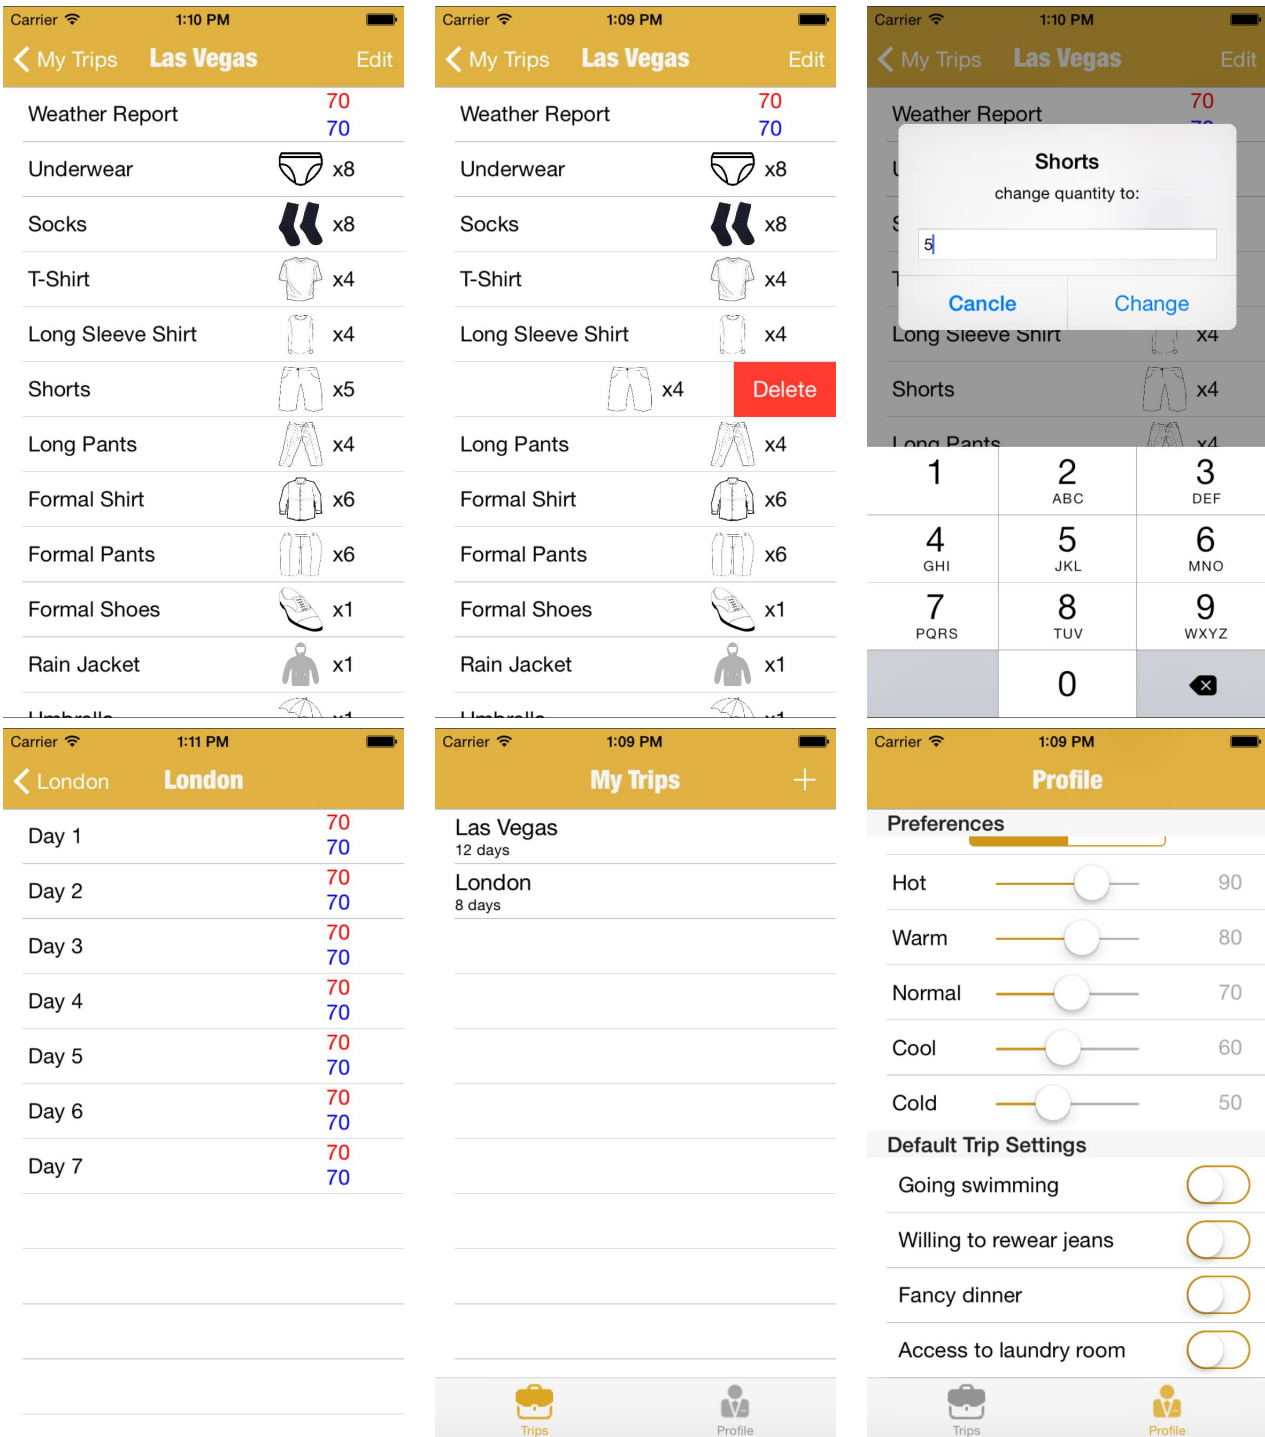 Carrier 1:10 PM
My Trips Las Vegas Edit
Weather Report 70
70
Underwear x8
Socks x8
T-Shirt x4
Long Sleeve Shirt x4
Shorts x5
Long Pants x4
Formal Shirt x6
Formal Pants x6
Formal Shoes x1
Rain Jacket x1
Umbrella x1
Carrier 1:09 PM
My Trips Las Vegas Edit
Weather Report 70
70
Underwear x8
Socks x8
T-Shirt x4
Long Sleeve Shirt x4
x4 Delete
Long Pants x4
Formal Shirt x6
Formal Pants x6
Formal Shoes x1
Rain Jacket x1
Umbrella x1
Carrier 1:10 PM
My Trips Las Vegas Edit
Weather Report 70
70
Shorts
change quantity to:
5
Cancle Change
Long Sleeve Shirt x4
Shorts x4
Long Pants x4
1 2 3
ABC DEF
4 5 6
GHI JKL MNO
7 8 9
PQRS TUV WXYZ
0
Carrier 1:11 PM
London London
Day 1 70
70
Day 2 70
70
Day 3 70
70
Day 4 70
70
Day 5 70
70
Day 6 70
70
Day 7 70
70
Carrier 1:09 PM
My Trips +
Las Vegas
12 days
London
8 days
Trips Profile
Carrier 1:09 PM
Profile
Preferences
Hot 90
Warm 80
Normal 70
Cool 60
Cold 50
Default Trip Settings
Going swimming
Willing to rewear jeans
Fancy dinner
Access to laundry room
Trips Profile